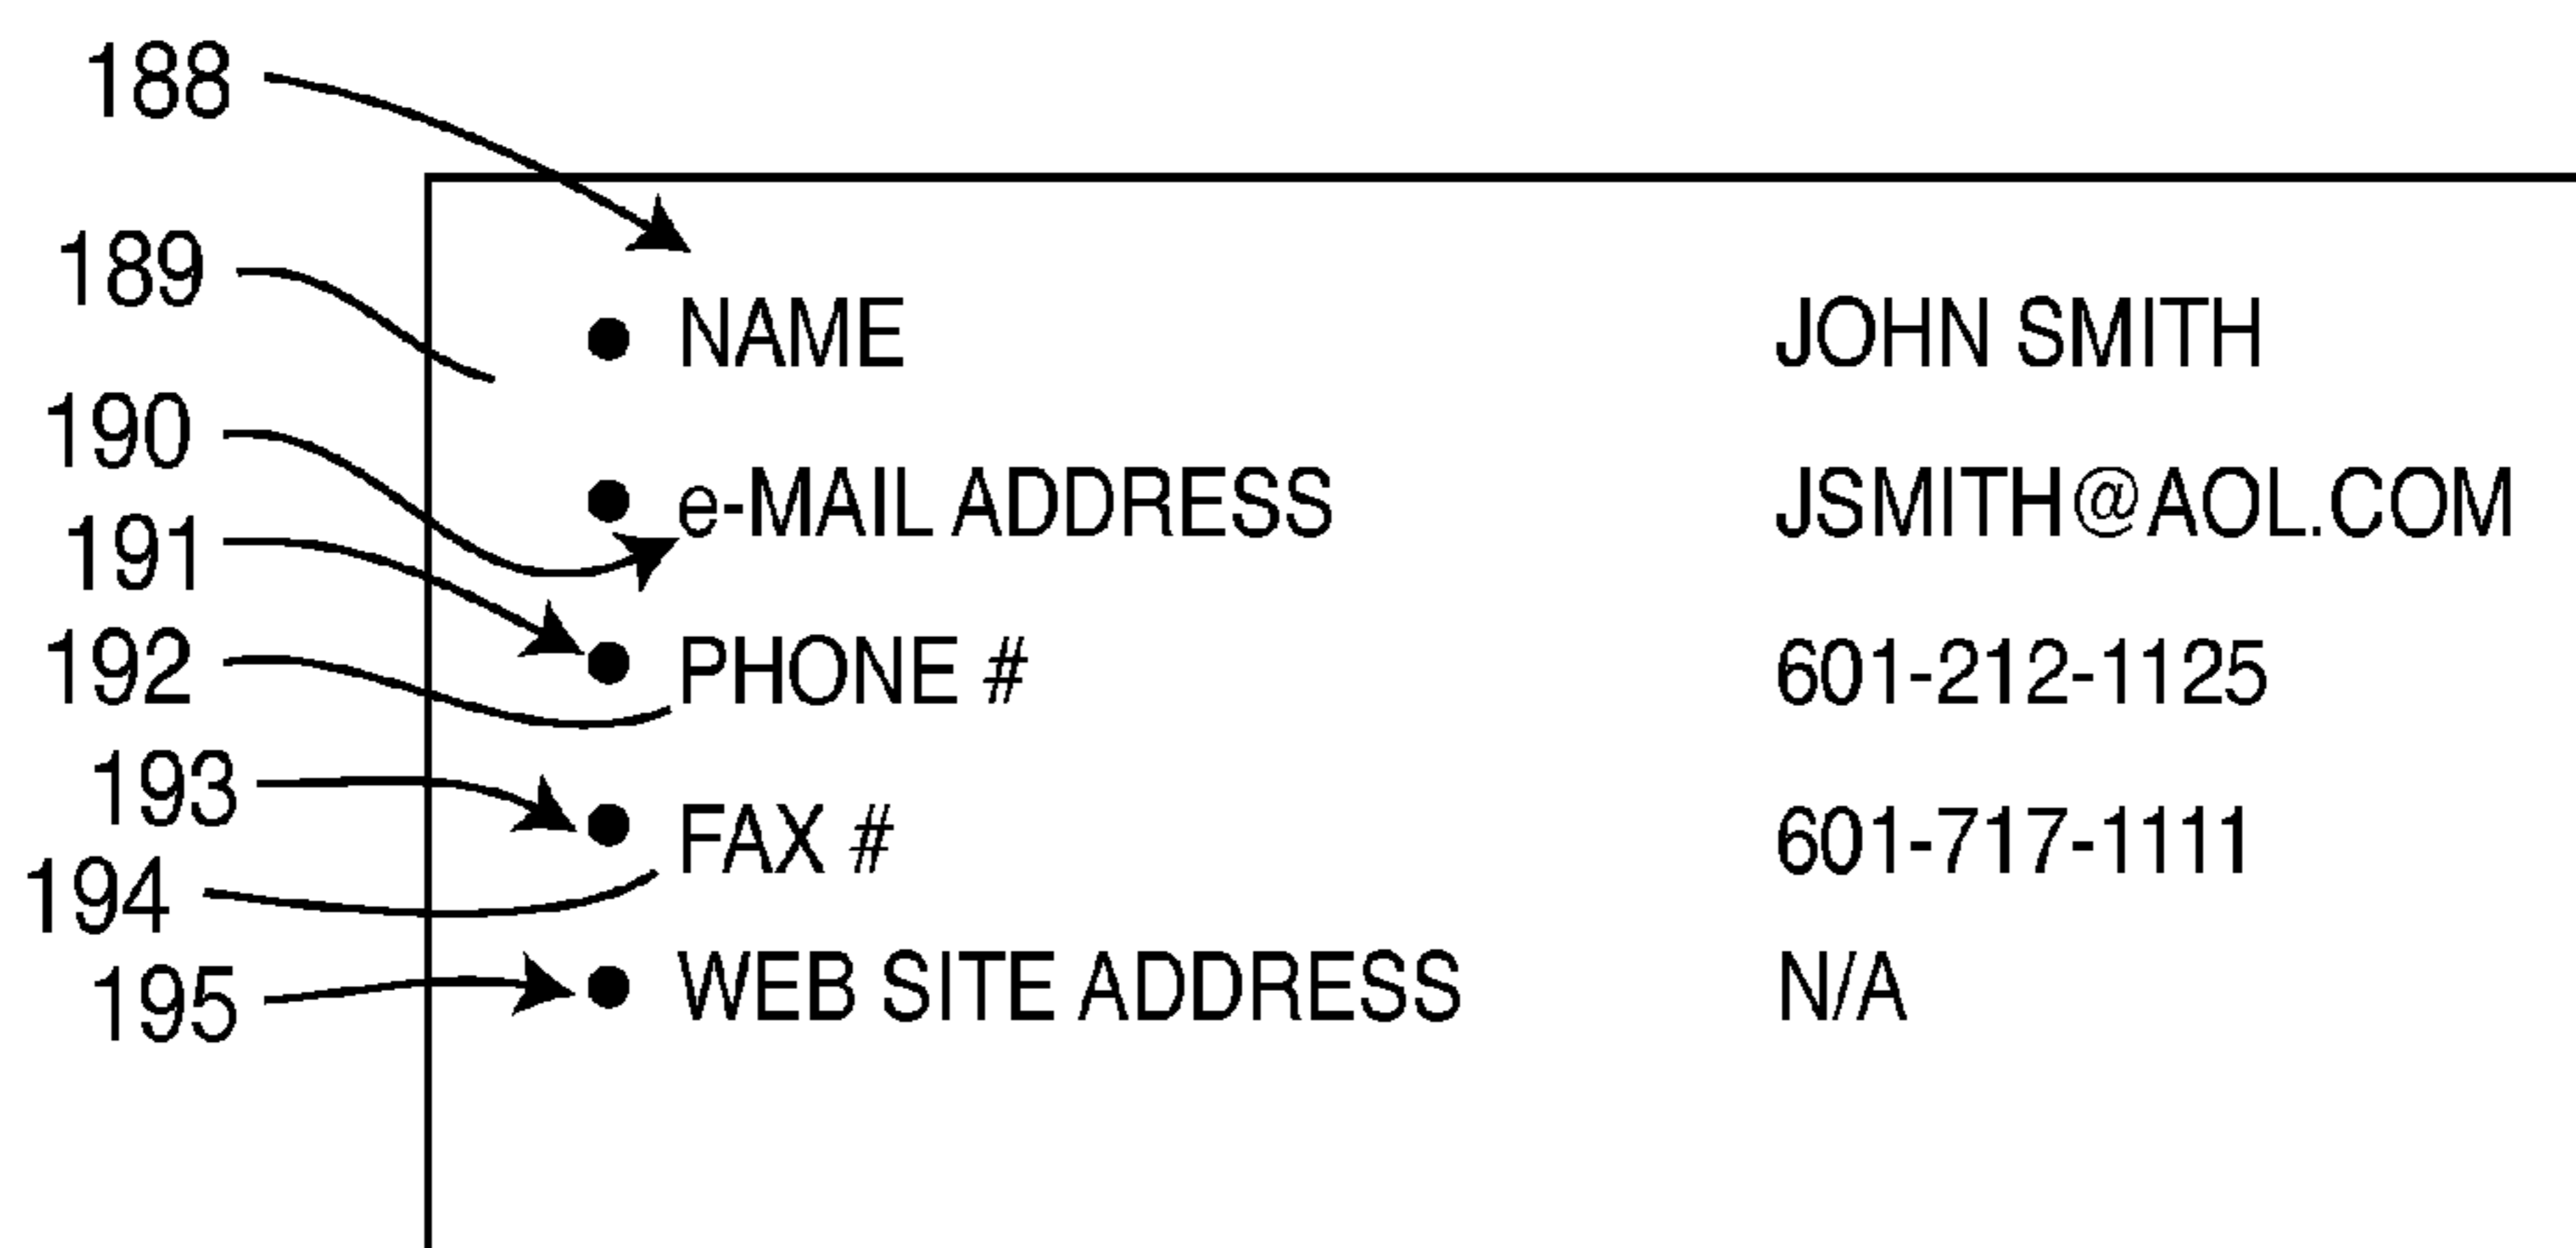 188
189
• NAME JOHN SMITH
190
• e-MAIL ADDRESS JSMITH@AOL.COM
191
192
• PHONE # 601-212-1125
193
• FAX # 601-717-1111
194
195
• WEB SITE ADDRESS N/A